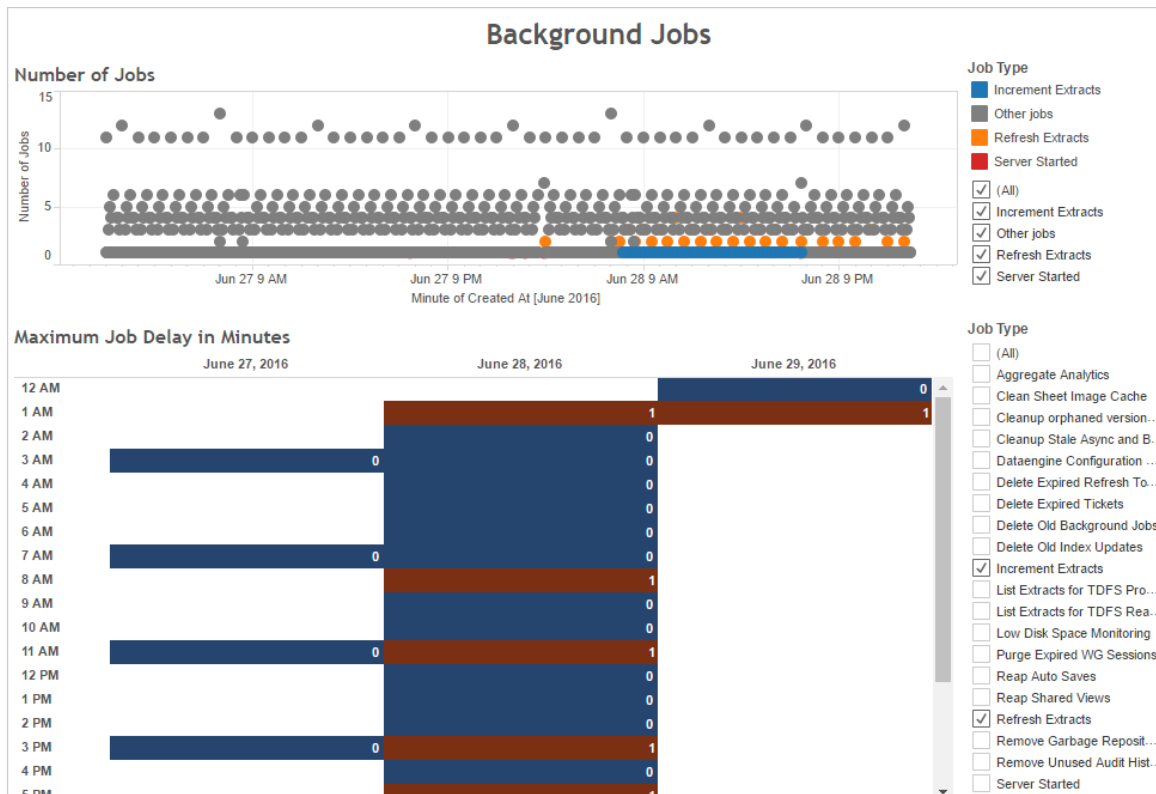 Background Jobs
Number of Jobs
15
10
5
0
Number of Jobs
Jun 27 9 AM
Jun 27 9 PM
Jun 28 9 AM
Jun 28 9 PM
Minute of Created At [June 2016]
Job Type
Increment Extracts
Other jobs
Refresh Extracts
Server Started
(All)
Increment Extracts
Other jobs
Refresh Extracts
Server Started
Maximum Job Delay in Minutes
June 27, 2016 June 28, 2016 June 29, 2016
12 AM 0
1 AM 1 1
2 AM 0
3 AM 0 0
4 AM 0
5 AM 0
6 AM 0
7 AM 0 0
8 AM 1
9 AM 0
10 AM 0
11 AM 0 1
12 PM 0
1 PM 0
2 PM 0
3 PM 0 1
4 PM 0
5 PM 1
Job Type
(All)
Aggregate Analytics
Clean Sheet Image Cache
Cleanup orphaned version...
Cleanup Stale Async and B...
Dataengine Configuration ...
Delete Expired Refresh To...
Delete Expired Tickets
Delete Old Background Jobs
Delete Old Index Updates
Increment Extracts
List Extracts for TDFS Pro...
List Extracts for TDFS Rea...
Low Disk Space Monitoring
Purge Expired WG Sessions
Reap Auto Saves
Reap Shared Views
Refresh Extracts
Remove Garbage Reposit...
Remove Unused Audit Hist...
Server Started